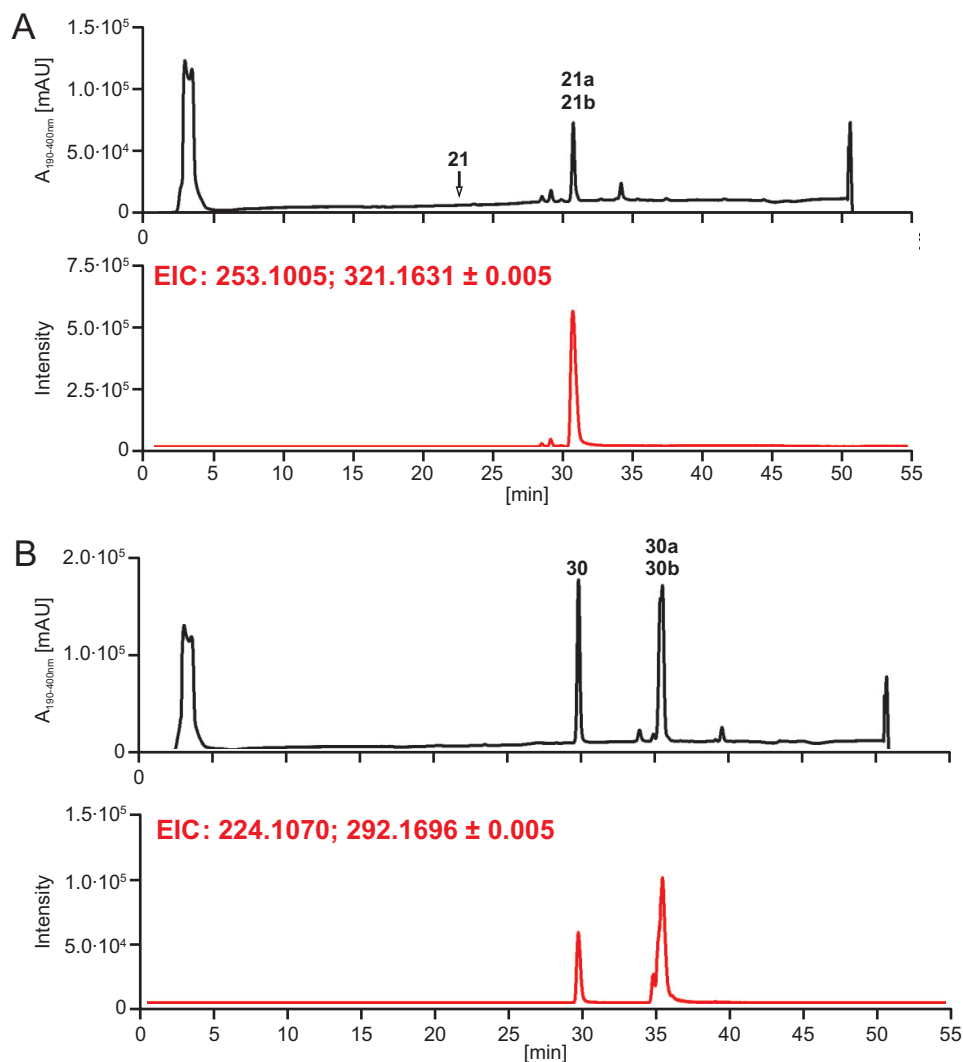 A
1.5·10⁵
1.0·10⁵
5.0·10⁴
0
A190-400nm [mAU]
21
21a
21b
0
EIC: 253.1005; 321.1631 ± 0.005
7.5·10⁵
5.0·10⁵
2.5·10⁵
0
Intensity
0 5 10 15 20 25 30 35 40 45 50 55
[min]
B
2.0·10⁵
1.0·10⁵
0
A190-400nm [mAU]
30
30a
30b
0
EIC: 224.1070; 292.1696 ± 0.005
1.5·10⁵
1.0·10⁵
5.0·10⁴
0
Intensity
0 5 10 15 20 25 30 35 40 45 50 55
[min]